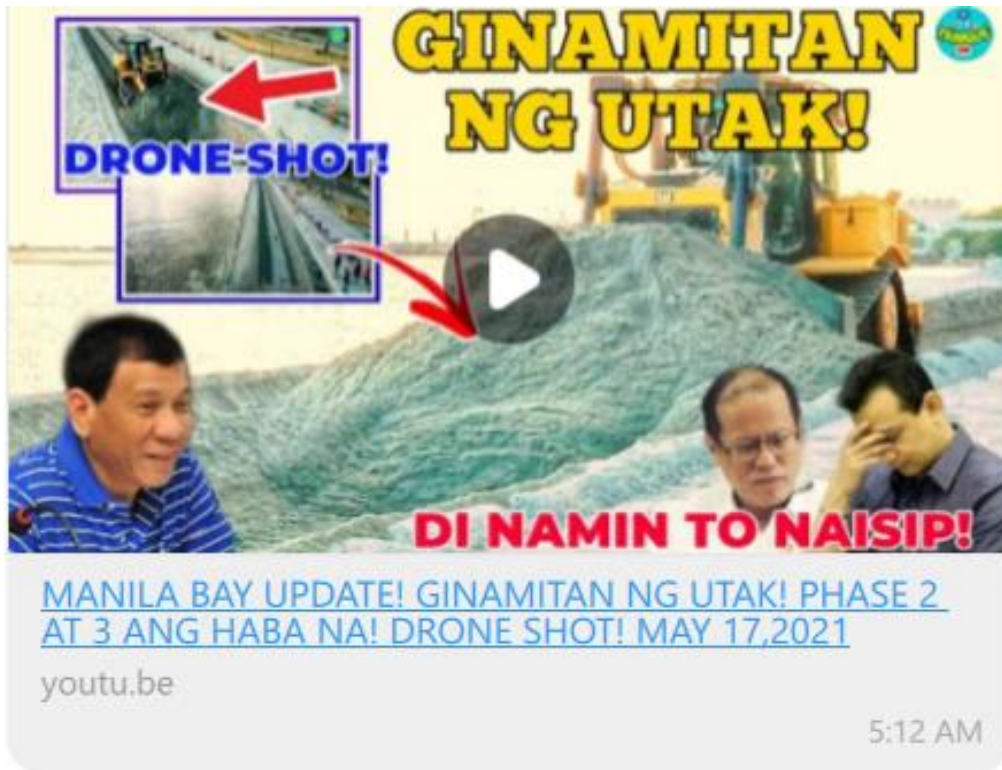 GINAMITAN
NG UTAK!
DRONE SHOT!
DI NAMIN TO NAISIP!
MANILA BAY UPDATE! GINAMITAN NG UTAK! PHASE 2
AT 3 ANG HABA NA! DRONE SHOT! MAY 17,2021
youtu.be
5:12 AM